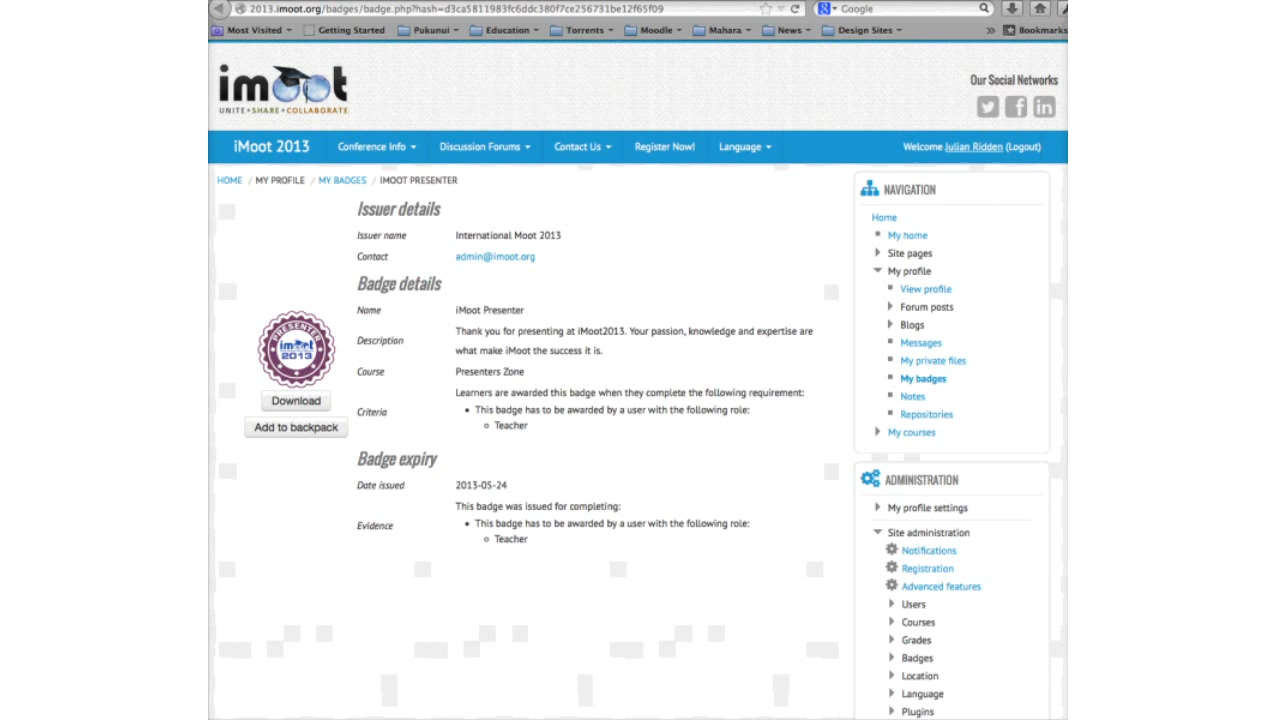 2013.imoot.org/badges/badge.php?hash=d3ca5811983fc6ddc380f7ce256731be12f65f09
Google
Most Visited
Getting Started
Pukunui
Education
Torrents
Moodle
Mahara
News
Design Sites
Bookmarks
imoot
UNITE•SHARE•COLLABORATE
Our Social Networks
iMoot 2013
Conference Info
Discussion Forums
Contact Us
Register Now!
Language
Welcome Julian Ridden (Logout)
HOME / MY PROFILE / MY BADGES / IMOOT PRESENTER
Issuer details
Issuer name International Moot 2013
Contact admin@imoot.org
Badge details
Name iMoot Presenter
Description Thank you for presenting at iMoot2013. Your passion, knowledge and expertise are
what make iMoot the success it is.
Course Presenters Zone
Criteria Learners are awarded this badge when they complete the following requirement:
• This badge has to be awarded by a user with the following role:
Teacher
PRESENTER
imoot
2013
Download
Add to backpack
Badge expiry
Date issued 2013-05-24
Evidence This badge was issued for completing:
• This badge has to be awarded by a user with the following role:
Teacher
NAVIGATION
Home
My home
Site pages
My profile
View profile
Forum posts
Blogs
Messages
My private files
My badges
Notes
Repositories
My courses
ADMINISTRATION
My profile settings
Site administration
Notifications
Registration
Advanced features
Users
Courses
Grades
Badges
Location
Language
Plugins